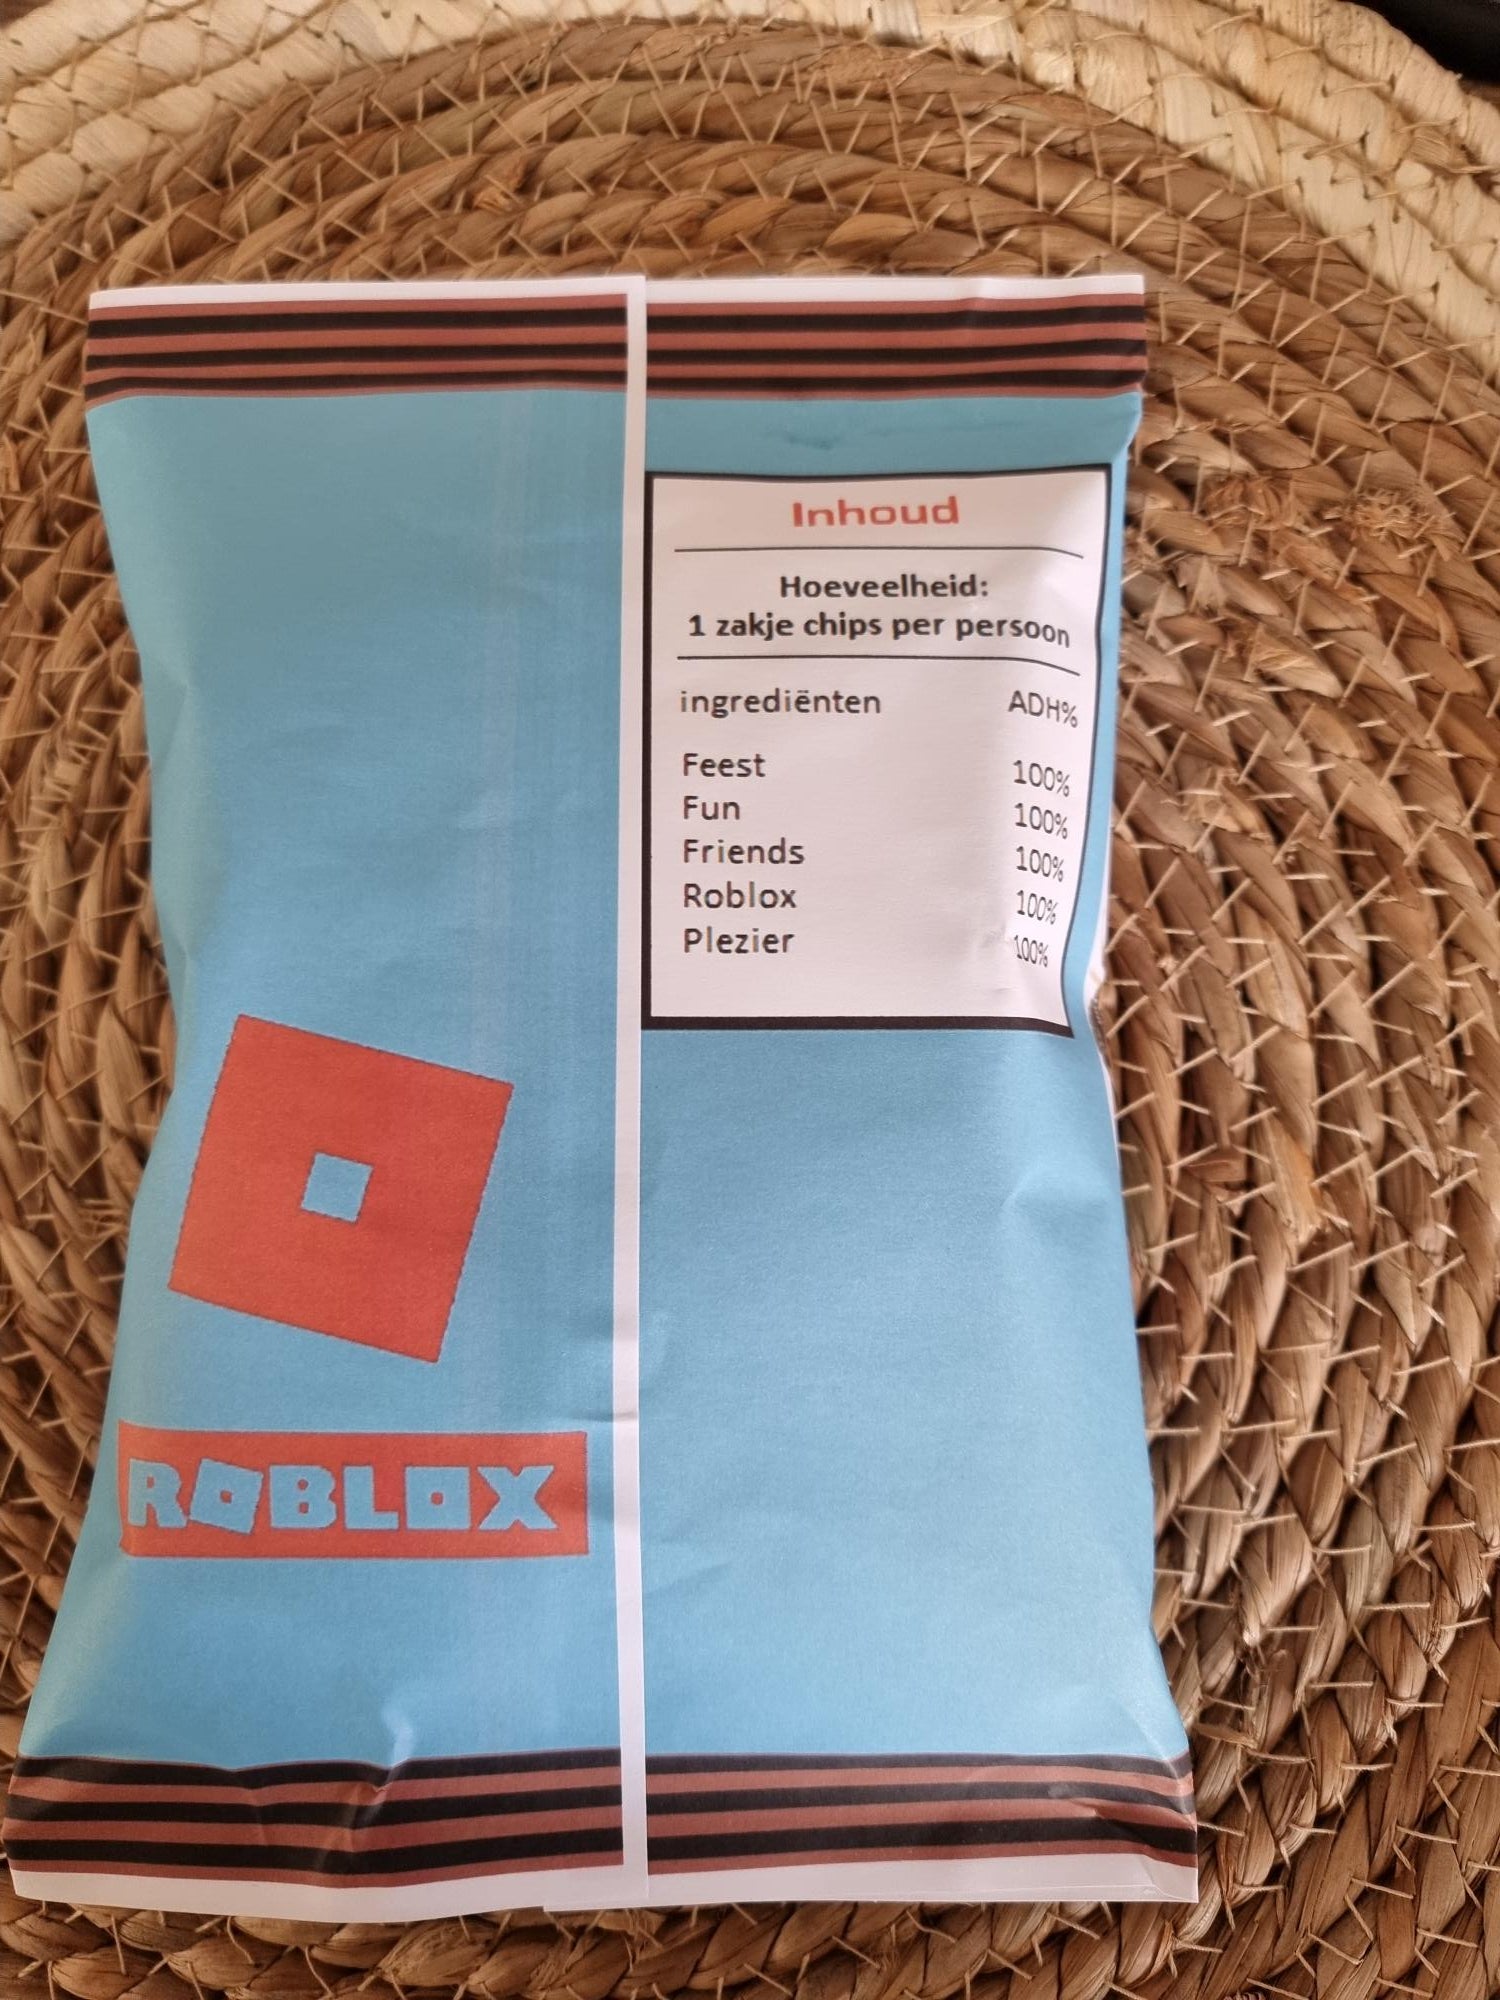 Inhoud
Hoeveelheid:
1 zakje chips per persoon
ingrediënten ADH%
Feest 100%
Fun 100%
Friends 100%
Roblox 100%
Plezier 100%
ROBLOX